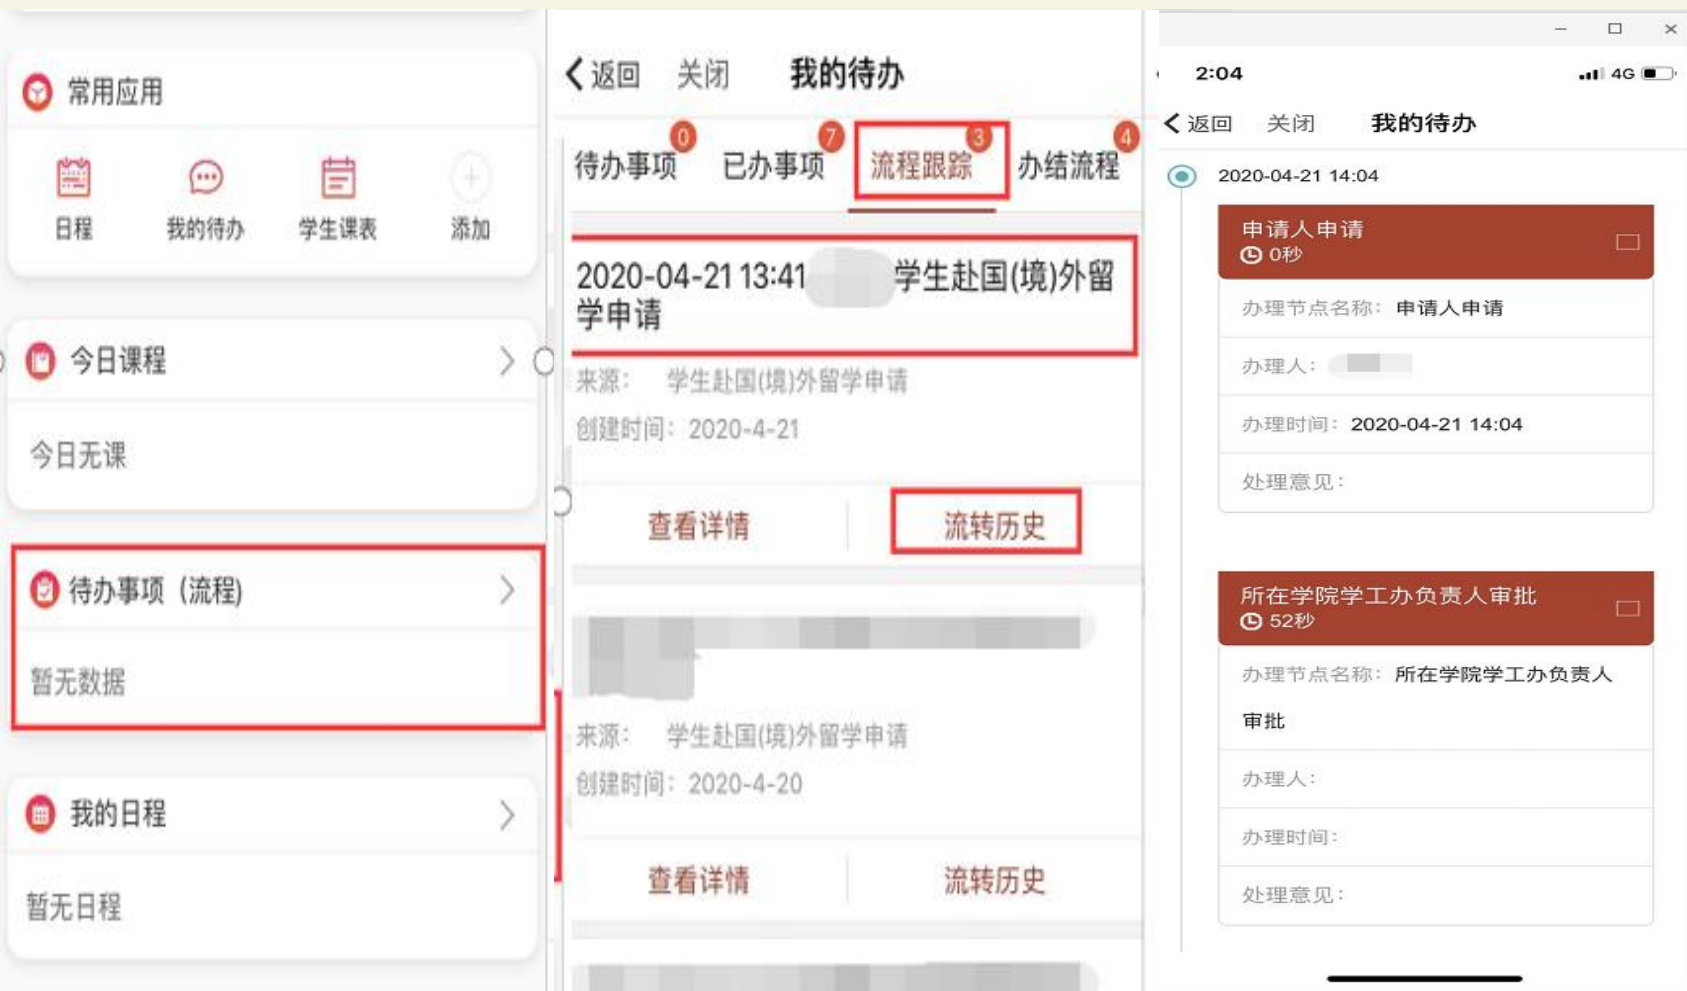 常用应用
日程
我的待办
学生课表
添加
今日课程
今日无课
待办事项（流程)
暂无数据
我的日程
暂无日程
返回 关闭 我的待办
待办事项 0 已办事项 7 流程跟踪 3 办结流程 4
2020-04-21 13:41 学生赴国(境)外留
学申请
来源： 学生赴国(境)外留学申请
创建时间：2020-4-21
查看详情 流转历史
来源： 学生赴国(境)外留学申请
创建时间：2020-4-20
查看详情 流转历史
2:04 4G
返回 关闭 我的待办
2020-04-21 14:04
申请人申请
0秒
办理节点名称：申请人申请
办理人：
办理时间：2020-04-21 14:04
处理意见：
所在学院学工办负责人审批
52秒
办理节点名称：所在学院学工办负责人
审批
办理人：
办理时间：
处理意见：